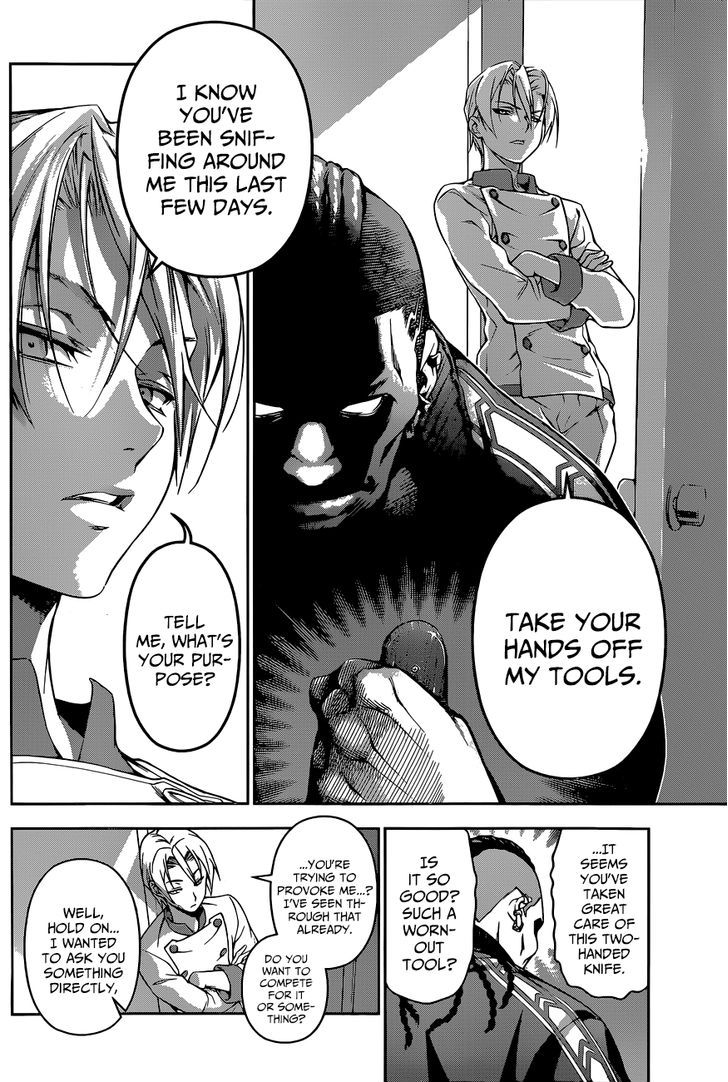 TAKE YOUR
HANDS OFF
MY TOOLS.
I KNOW
YOU'VE
BEEN SNIF-
FING AROUND
ME THIS LAST
FEW DAYS.
TELL
ME, WHAT'S
YOUR PUR-
POSE?
...IT
SEEMS
YOU'VE
TAKEN
GREAT
CARE OF
THIS TWO-
HANDED
KNIFE.
IS
IT SO
GOOD?
SUCH A
WORN-
OUT
TOOL?
...YOU'RE
TRYING TO
PROVOKE ME...?
I'VE SEEN TH-
ROUGH THAT
ALREADY.
DO YOU
WANT TO
COMPETE
FOR IT
OR SOME-
THING?
WELL,
HOLD ON...
I WANTED
TO ASK YOU
SOMETHING
DIRECTLY,